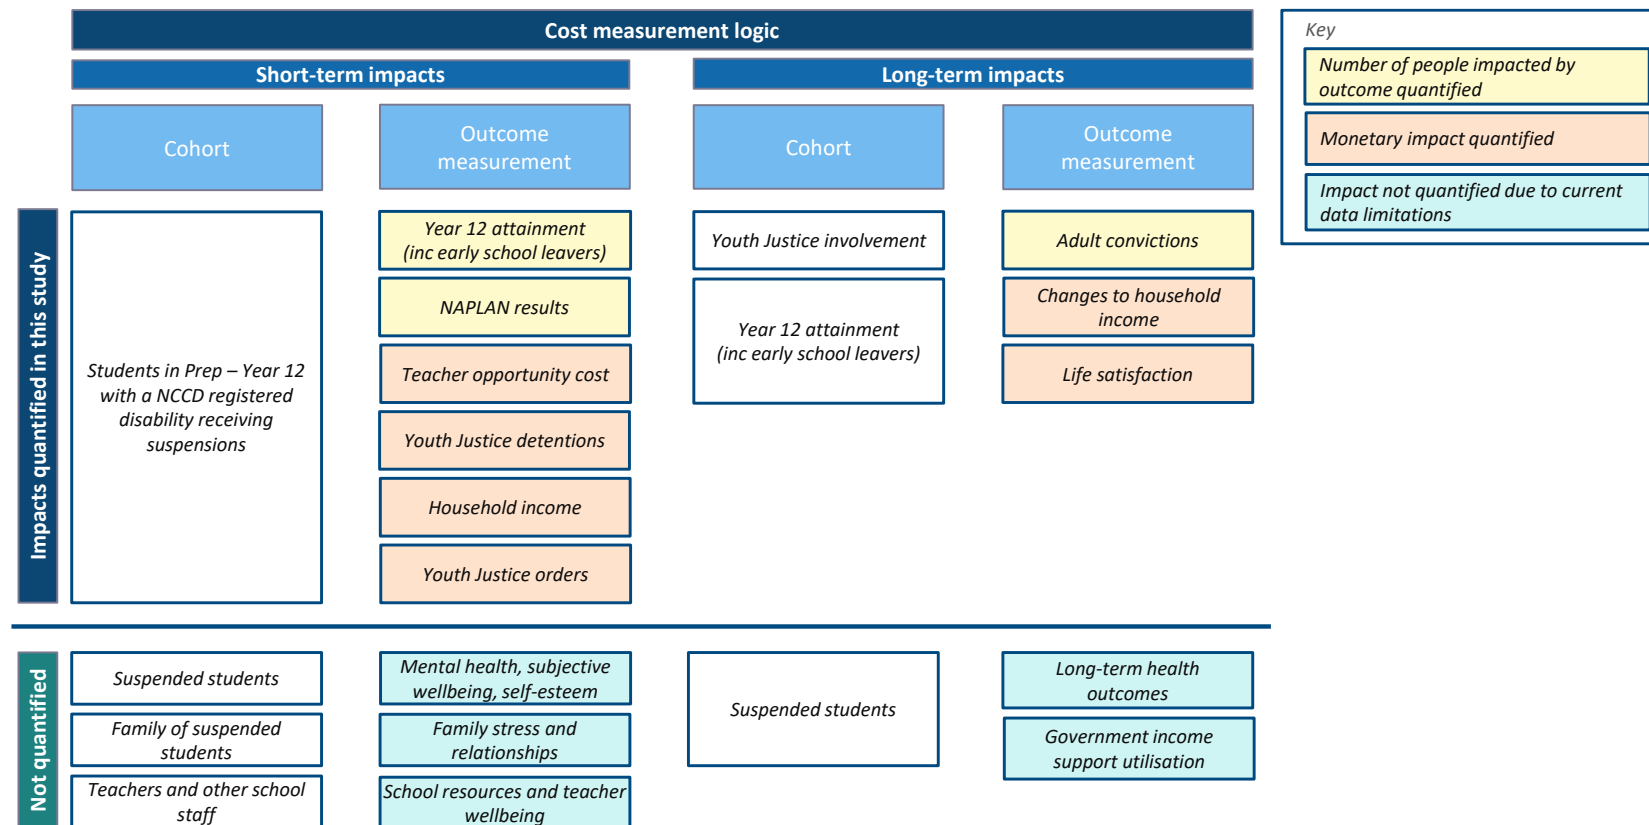 Cost measurement logic
Short-term impacts
Long-term impacts
Cohort
Outcome
measurement
Cohort
Outcome
measurement
Impacts quantified in this study
Students in Prep – Year 12
with a NCCD registered
disability receiving
suspensions
Year 12 attainment
(inc early school leavers)
NAPLAN results
Teacher opportunity cost
Youth Justice detentions
Household income
Youth Justice orders
Youth Justice involvement
Year 12 attainment
(inc early school leavers)
Adult convictions
Changes to household
income
Life satisfaction
Not quantified
Suspended students
Family of suspended
students
Teachers and other school
staff
Mental health, subjective
wellbeing, self-esteem
Family stress and
relationships
School resources and teacher
wellbeing
Suspended students
Long-term health
outcomes
Government income
support utilisation
Key
Number of people impacted by
outcome quantified
Monetary impact quantified
Impact not quantified due to current
data limitations